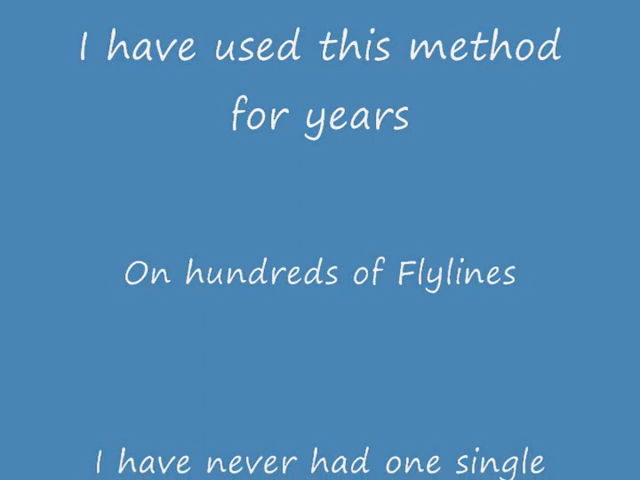 I have used this method
for years
On hundreds of Flylines
I have never had one single